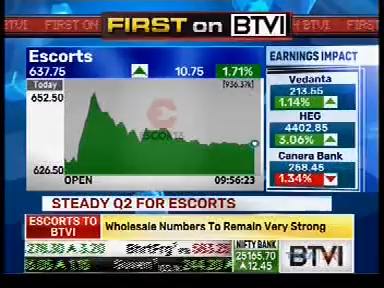 FIRST ON BTVI
Escorts
637.75 10.75 1.71%
Today
[936.37k]
652.50
ESCORTS
626.50
OPEN 09:56:23
EARNINGS IMPACT
Vedanta
213.55
1.14%
HEG
4402.85
3.06%
Canera Bank
258.45
1.34%
STEADY Q2 FOR ESCORTS
ESCORTS TO BTVI
Wholesale Numbers To Remain Very Strong
NIFTY BANK
25165.70
12.45
BTVI